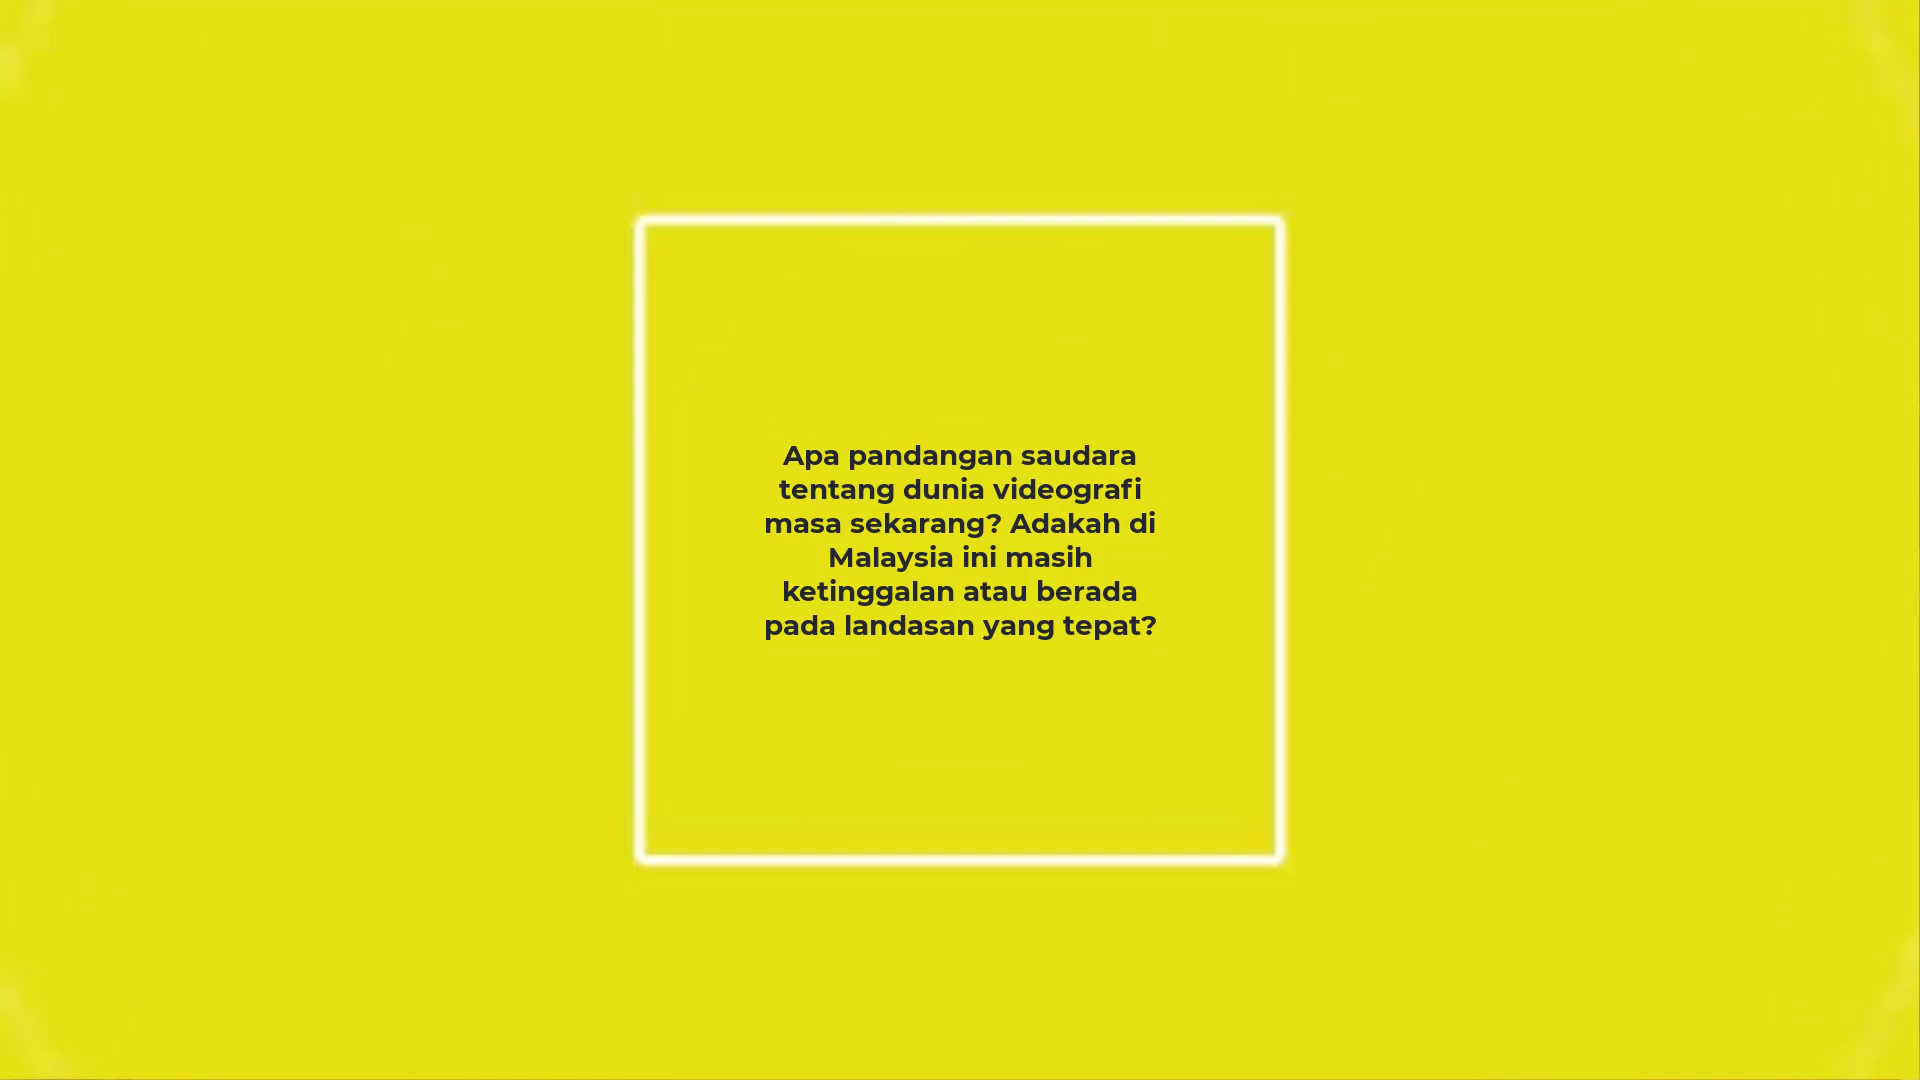 Apa pandangan saudara
tentang dunia videografi
masa sekarang? Adakah di
Malaysia ini masih
ketinggalan atau berada
pada landasan yang tepat?